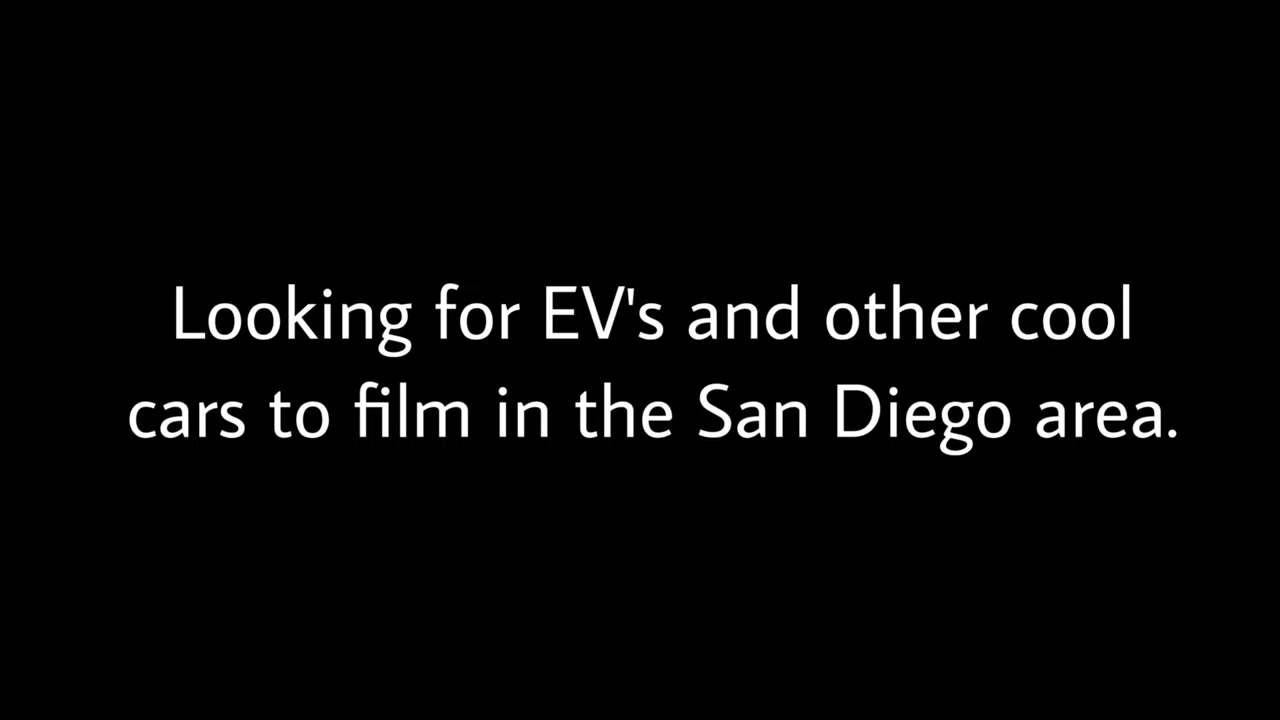 Looking for EV's and other cool
cars to film in the San Diego area.